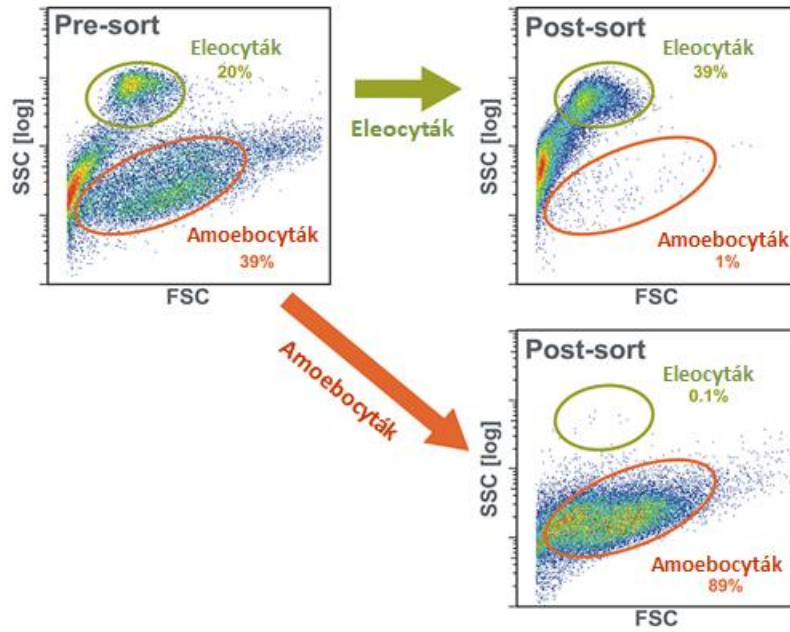 Pre-sort
Eleocyták
20%
Amoebocyták
39%
SSC [log]
FSC
Eleocyták
Post-sort
Eleocyták
39%
Amoebocyták
1%
SSC [log]
FSC
Amoebocyták
Post-sort
Eleocyták
0.1%
Amoebocyták
89%
SSC [log]
FSC